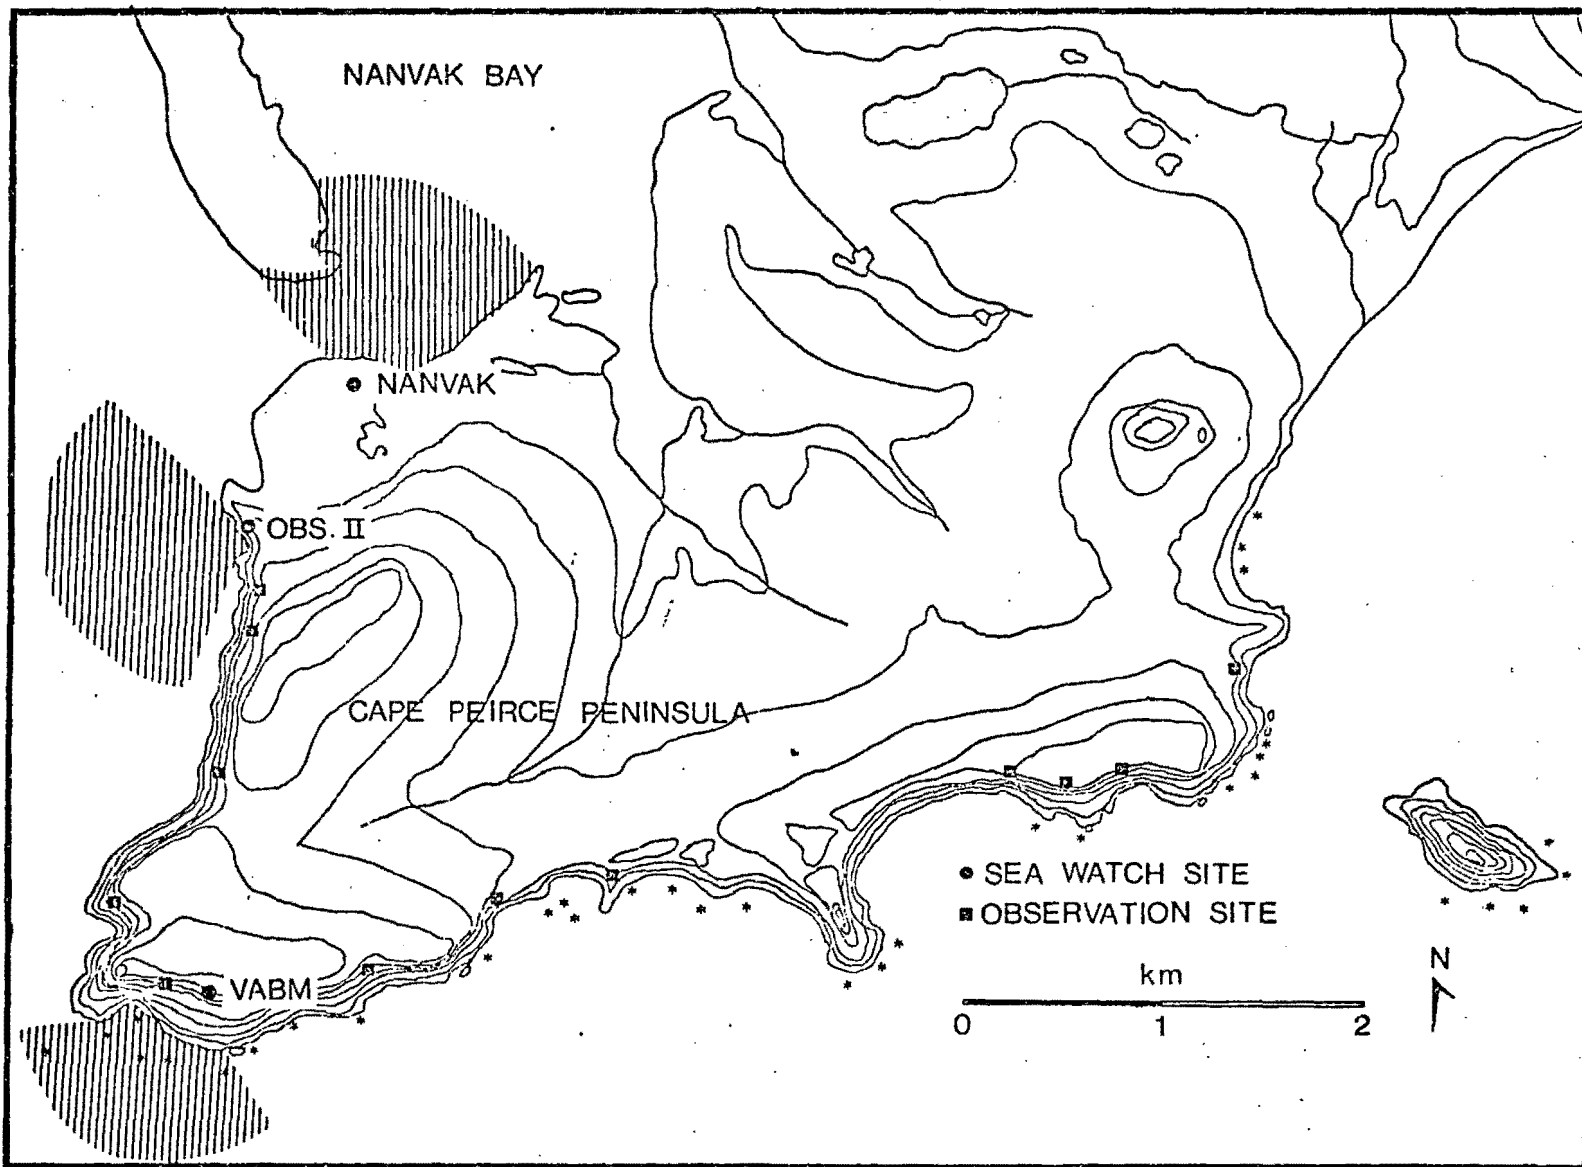 NANVAK BAY
NANVAK
OBS. II
CAPE PEIRCE PENINSULA
SEA WATCH SITE
OBSERVATION SITE
VABM
km
0 1 2
N